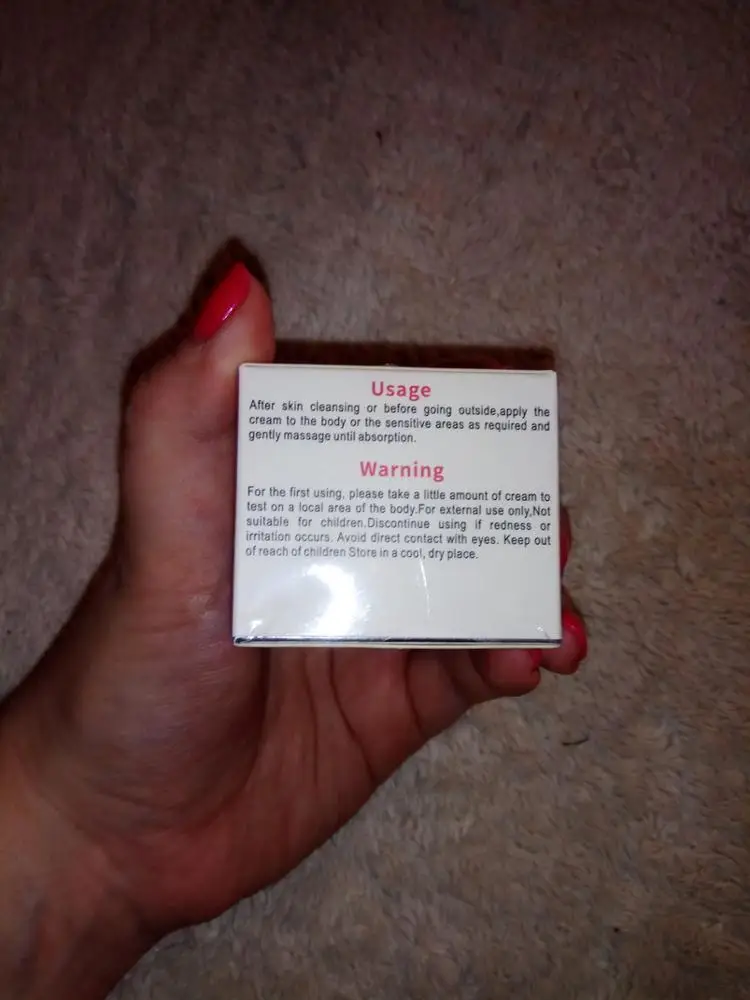 Usage
After skin cleansing or before going outside,apply the
cream to the body or the sensitive areas as required and
gently massage until absorption.
Warning
For the first using, please take a little amount of cream to
test on a local area of the body.For external use only,Not
suitable for children.Discontinue using if redness or
irritation occurs. Avoid direct contact with eyes. Keep out
of reach of children Store in a cool, dry place.